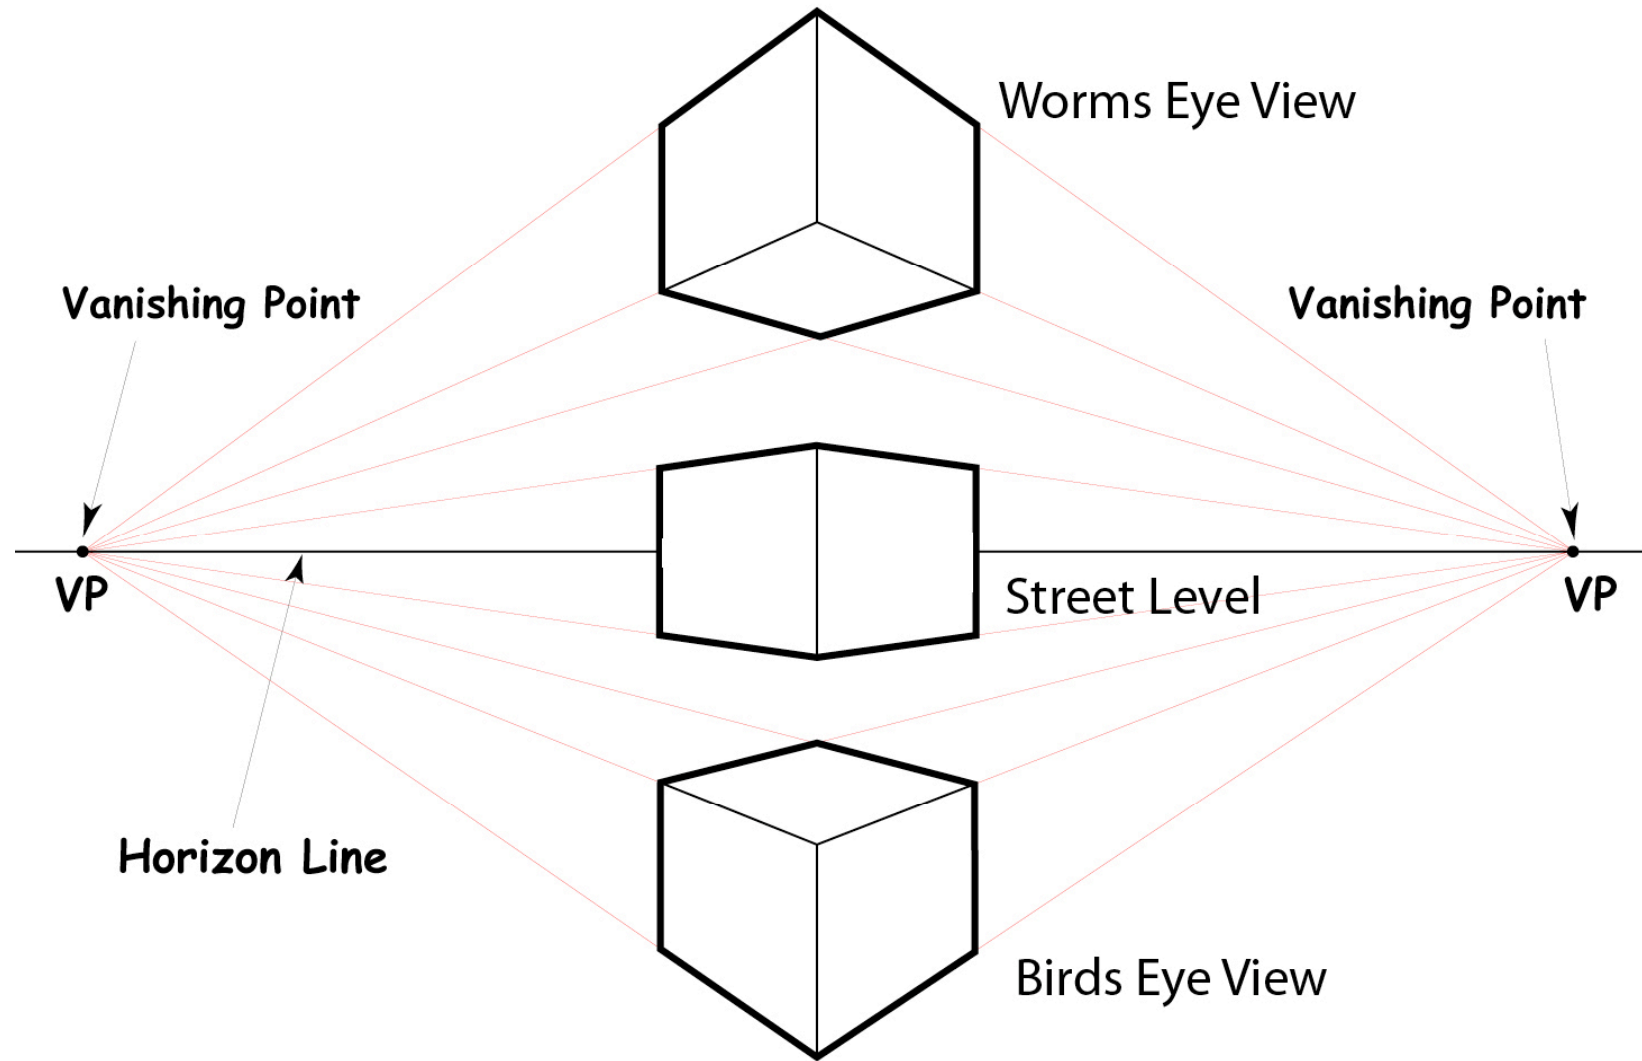 Worms Eye View
Vanishing Point
Vanishing Point
VP
Street Level
VP
Horizon Line
Birds Eye View